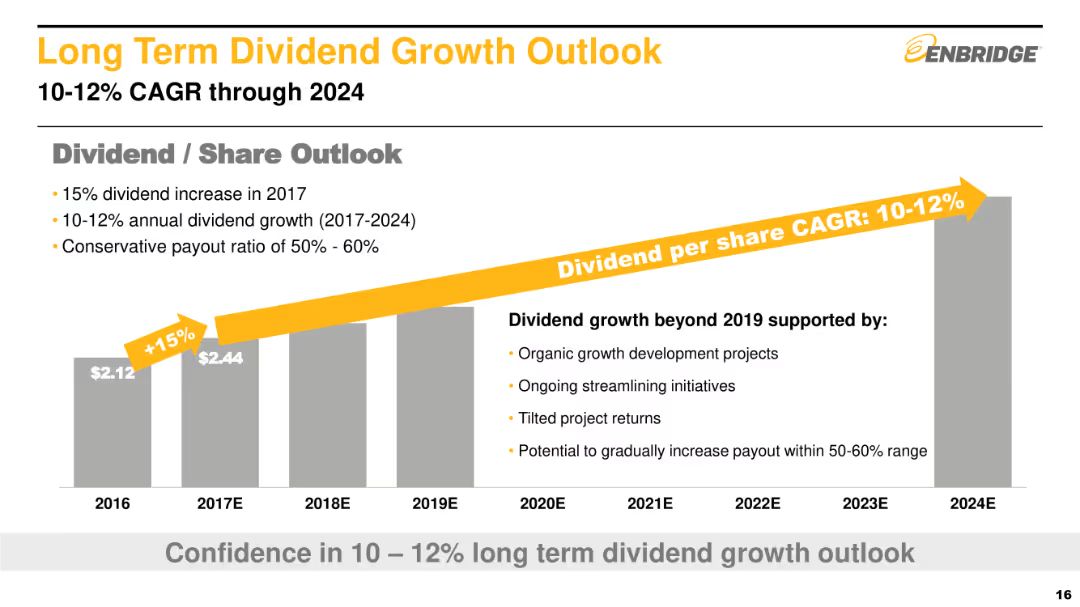 Long Term Dividend Growth Outlook
ENBRIDGE
10-12% CAGR through 2024
Dividend / Share Outlook
• 15% dividend increase in 2017
• 10-12% annual dividend growth (2017-2024)
• Conservative payout ratio of 50% - 60%
Dividend per share CAGR: 10-12%
+15%
$2.12
$2.44
Dividend growth beyond 2019 supported by:
• Organic growth development projects
• Ongoing streamlining initiatives
• Tilted project returns
• Potential to gradually increase payout within 50-60% range
2016 2017E 2018E 2019E 2020E 2021E 2022E 2023E 2024E
Confidence in 10 – 12% long term dividend growth outlook
16